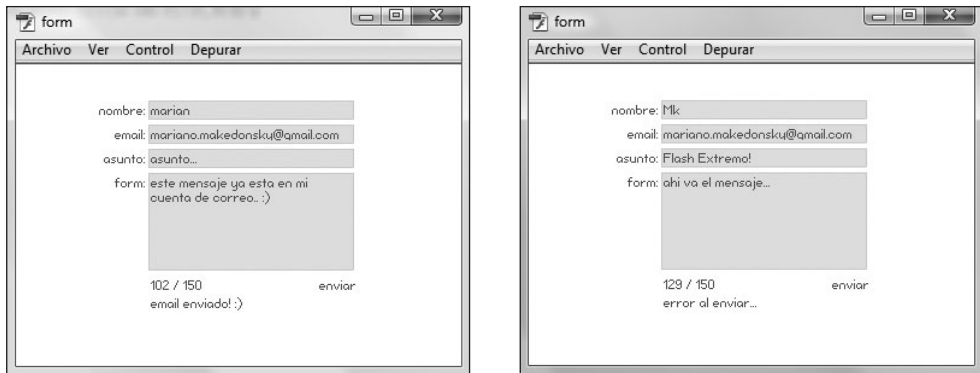 form
Archivo Ver Control Depurar
nombre: marian
email: mariano.makedonsky@gmail.com
asunto: asunto...
form: este mensaje ya esta en mi
cuenta de correo.. :)
102 / 150 enviar
email enviado! :)
form
Archivo Ver Control Depurar
nombre: Mk
email: mariano.makedonsky@gmail.com
asunto: Flash Extremo!
form: ahi va el mensaje...
129 / 150 enviar
error al enviar...